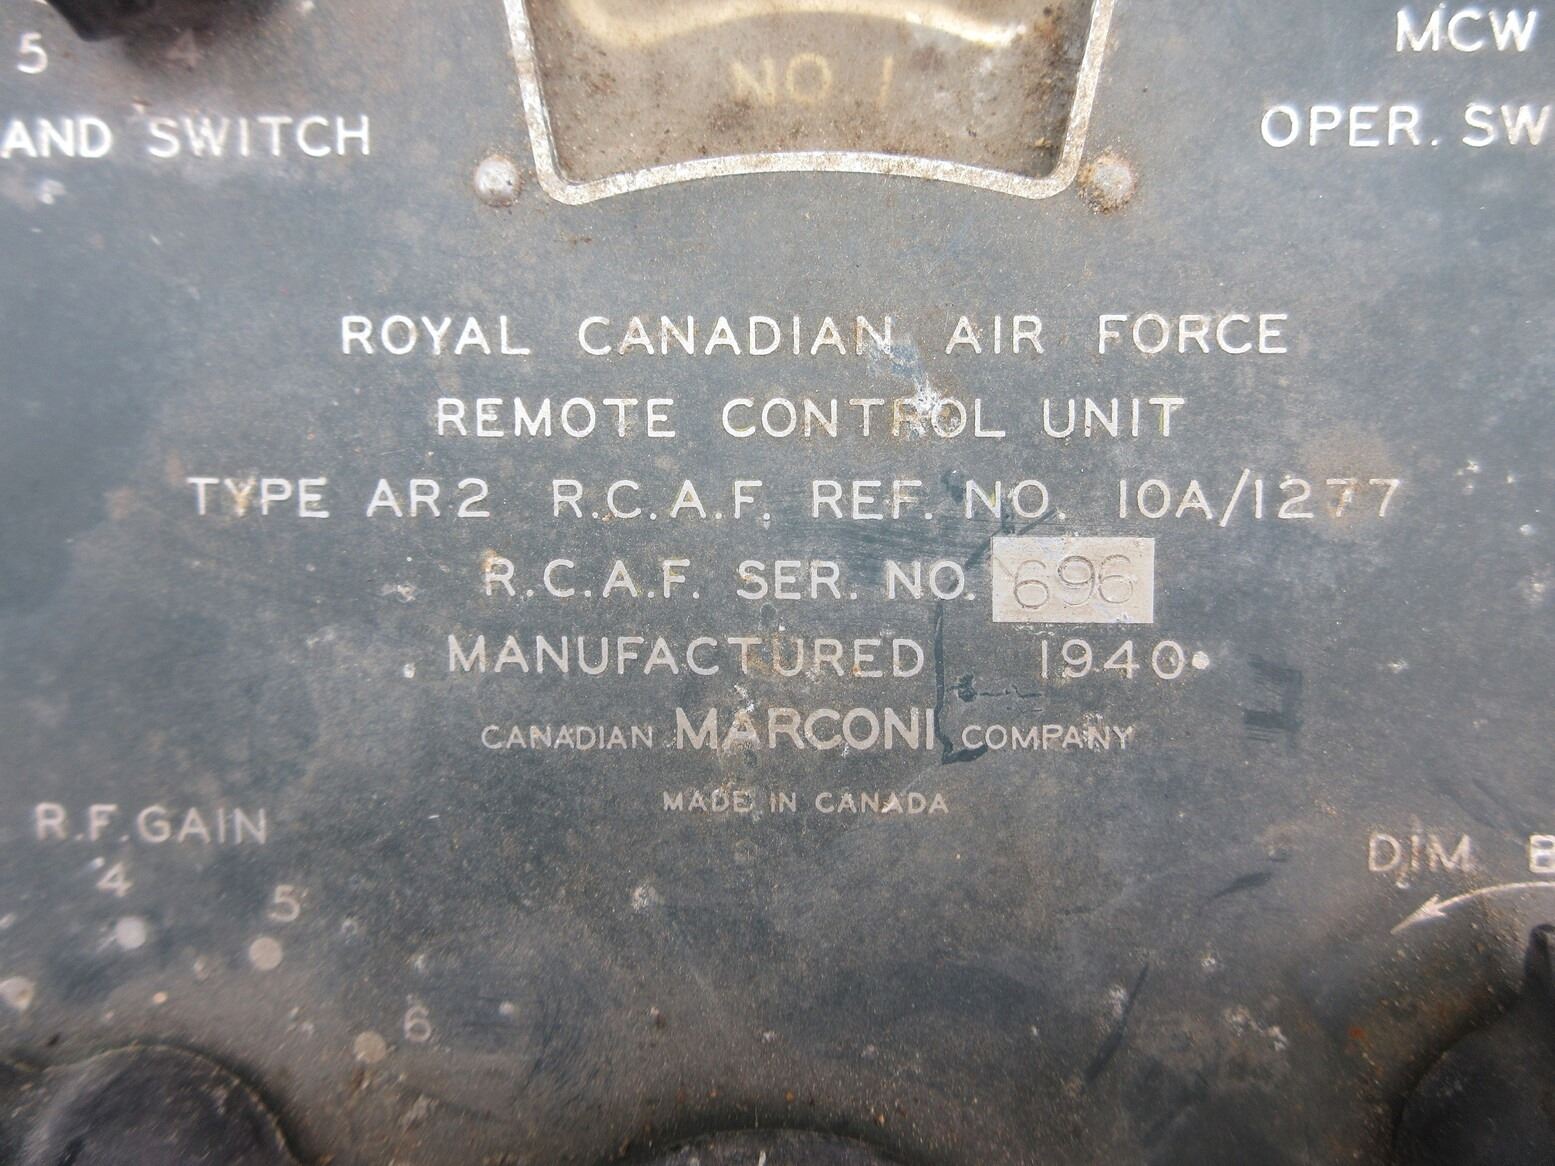 5
4
NO 1
MCW
AND SWITCH
OPER. SW
ROYAL CANADIAN AIR FORCE
REMOTE CONTROL UNIT
TYPE AR2 R.C.A.F. REF. NO. 10A/1277
R.C.A.F. SER. NO. 696
MANUFACTURED 1940
CANADIAN MARCONI COMPANY
MADE IN CANADA
R.F. GAIN
4
5
6
DIM